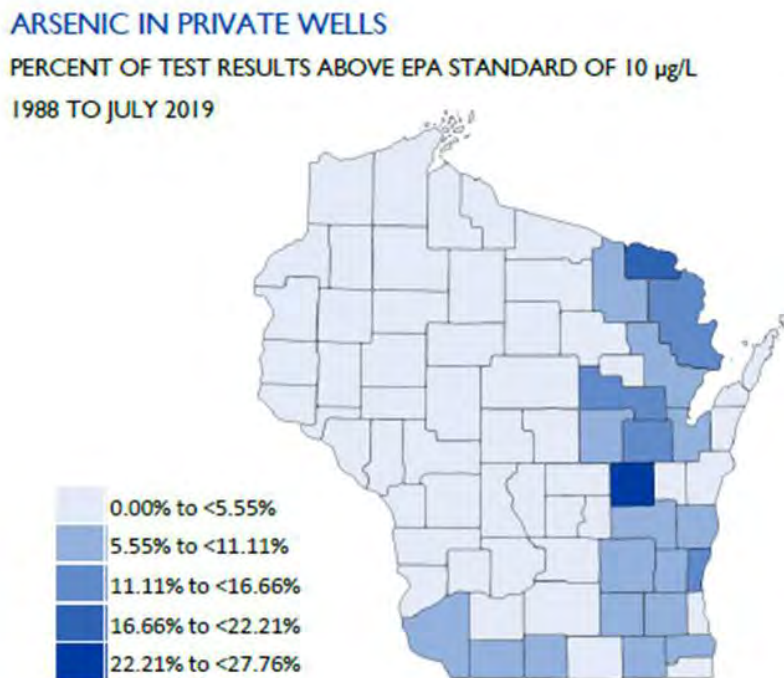 ARSENIC IN PRIVATE WELLS
PERCENT OF TEST RESULTS ABOVE EPA STANDARD OF 10 µg/L
1988 TO JULY 2019
0.00% to <5.55%
5.55% to <11.11%
11.11% to <16.66%
16.66% to <22.21%
22.21% to <27.76%